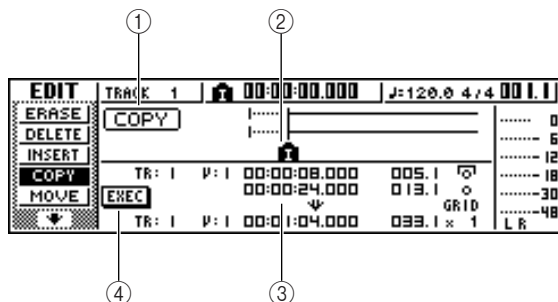 ① ②
EDIT TRACK 1 I 00:00:00.000 ♩=120.0 4/4 001.1
ERASE COPY 0
DELETE 6
INSERT I 12
COPY TR: 1 V: 1 00:00:08.000 005.1 18
MOVE EXEC 00:00:24.000 013.1 30
GRID
TR: 1 V: 1 00:01:04.000 033.1 × 1 48
L R
④ ③